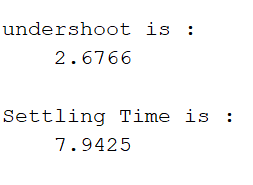 undershoot is :
2.6766
Settling Time is :
7.9425